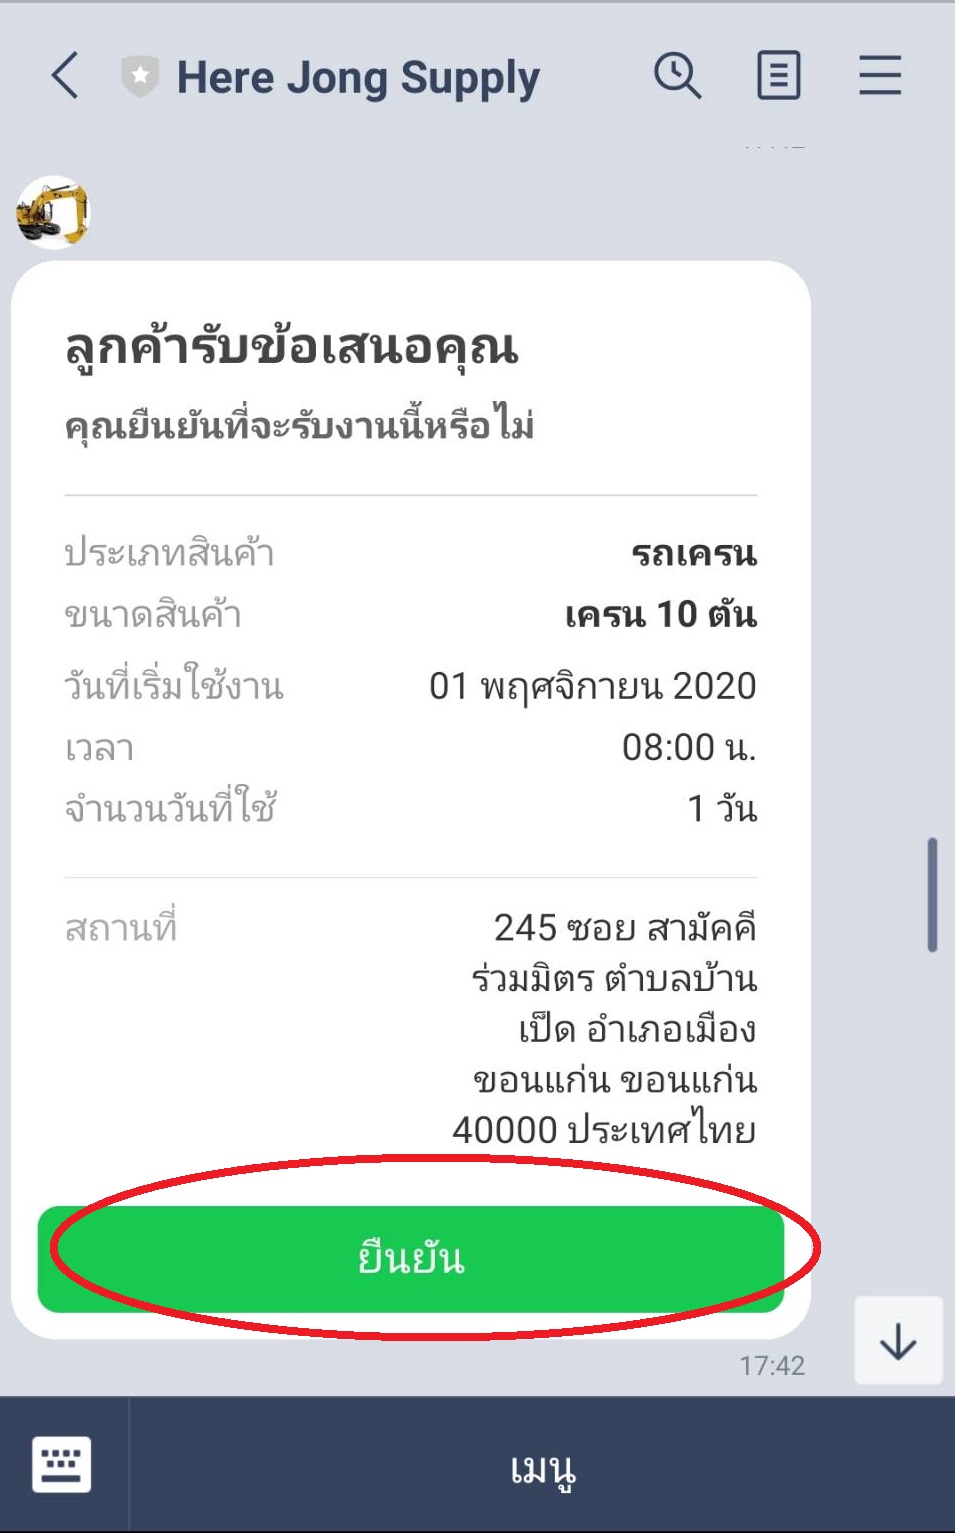 Here Jong Supply
ลูกค้ารับข้อเสนอคุณ
คุณยืนยันที่จะรับงานนี้หรือไม่
ประเภทสินค้า รถเครน
ขนาดสินค้า เครน 10 ตัน
วันที่เริ่มใช้งาน 01 พฤศจิกายน 2020
เวลา 08:00 น.
จำนวนวันที่ใช้ 1 วัน
สถานที่ 245 ซอย สามัคคี
ร่วมมิตร ตำบลบ้าน
เป็ด อำเภอเมือง
ขอนแก่น ขอนแก่น
40000 ประเทศไทย
ยืนยัน
17:42
เมนู